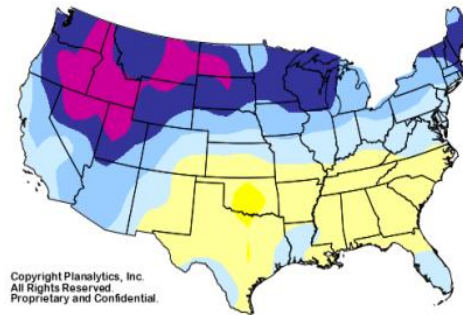 Copyright Planalytics, Inc.
All Rights Reserved.
Proprietary and Confidential.